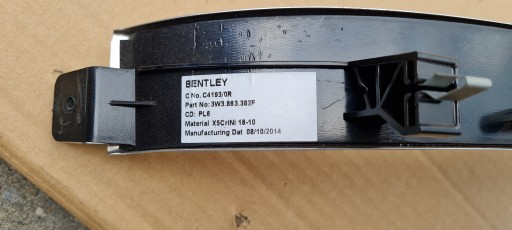 BENTLEY
C No. C4193/0R
Part No: 3W3.863.382F
CD: PL6
Material X5CrNi 18-10
Manufacturing Dat 08/10/2014